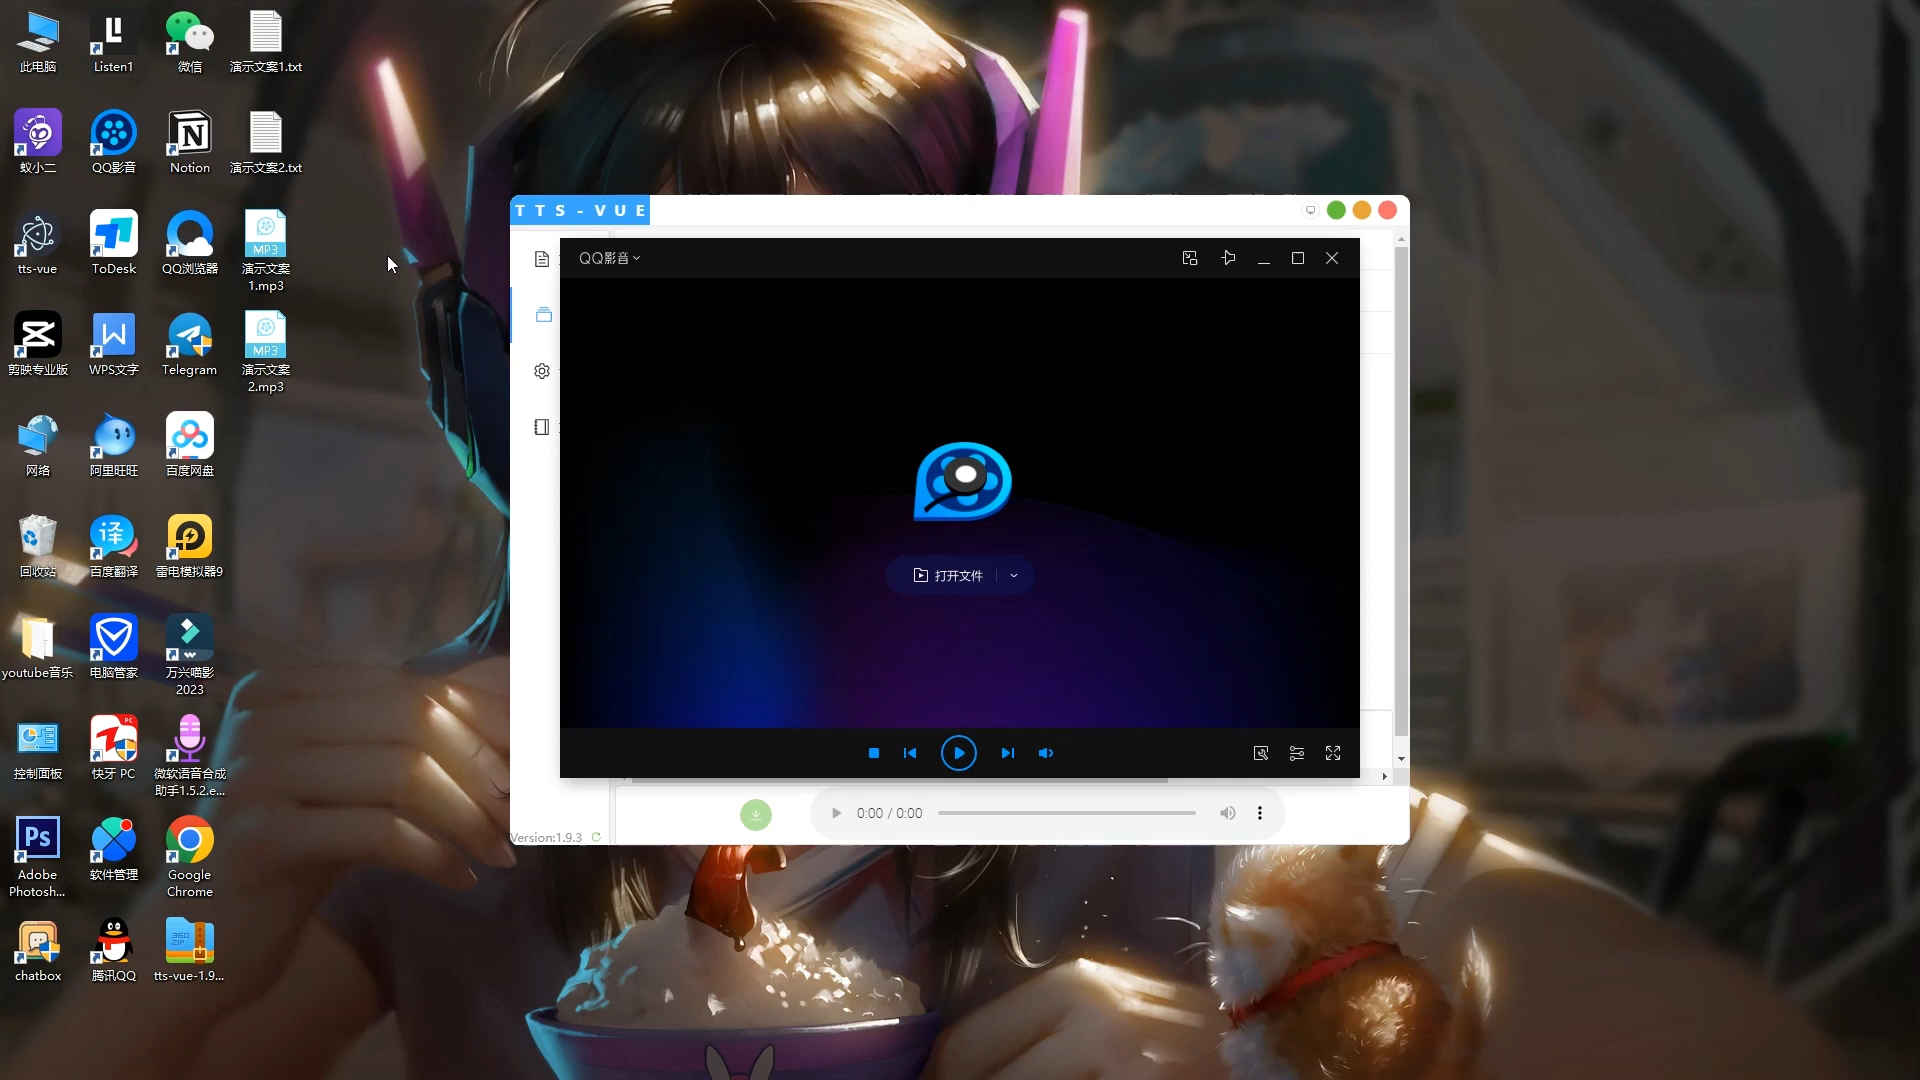 此电脑
Listen1
微信
演示文案1.txt
蚁小二
QQ影音
Notion
演示文案2.txt
tts-vue
ToDesk
QQ浏览器
MP3
演示文案
1.mp3
剪映专业版
WPS文字
Telegram
MP3
演示文案
2.mp3
网络
阿里旺旺
百度网盘
回收站
译
百度翻译
雷电模拟器9
youtube音乐
电脑管家
万兴喵影
2023
控制面板
PC
快牙 PC
微软语音合成
助手1.5.2.e...
Ps
Adobe
Photosh...
软件管理
Google
Chrome
chatbox
腾讯QQ
360
ZIP
tts-vue-1.9...
TTS-VUE
QQ影音
打开文件
0:00 / 0:00
Version:1.9.3